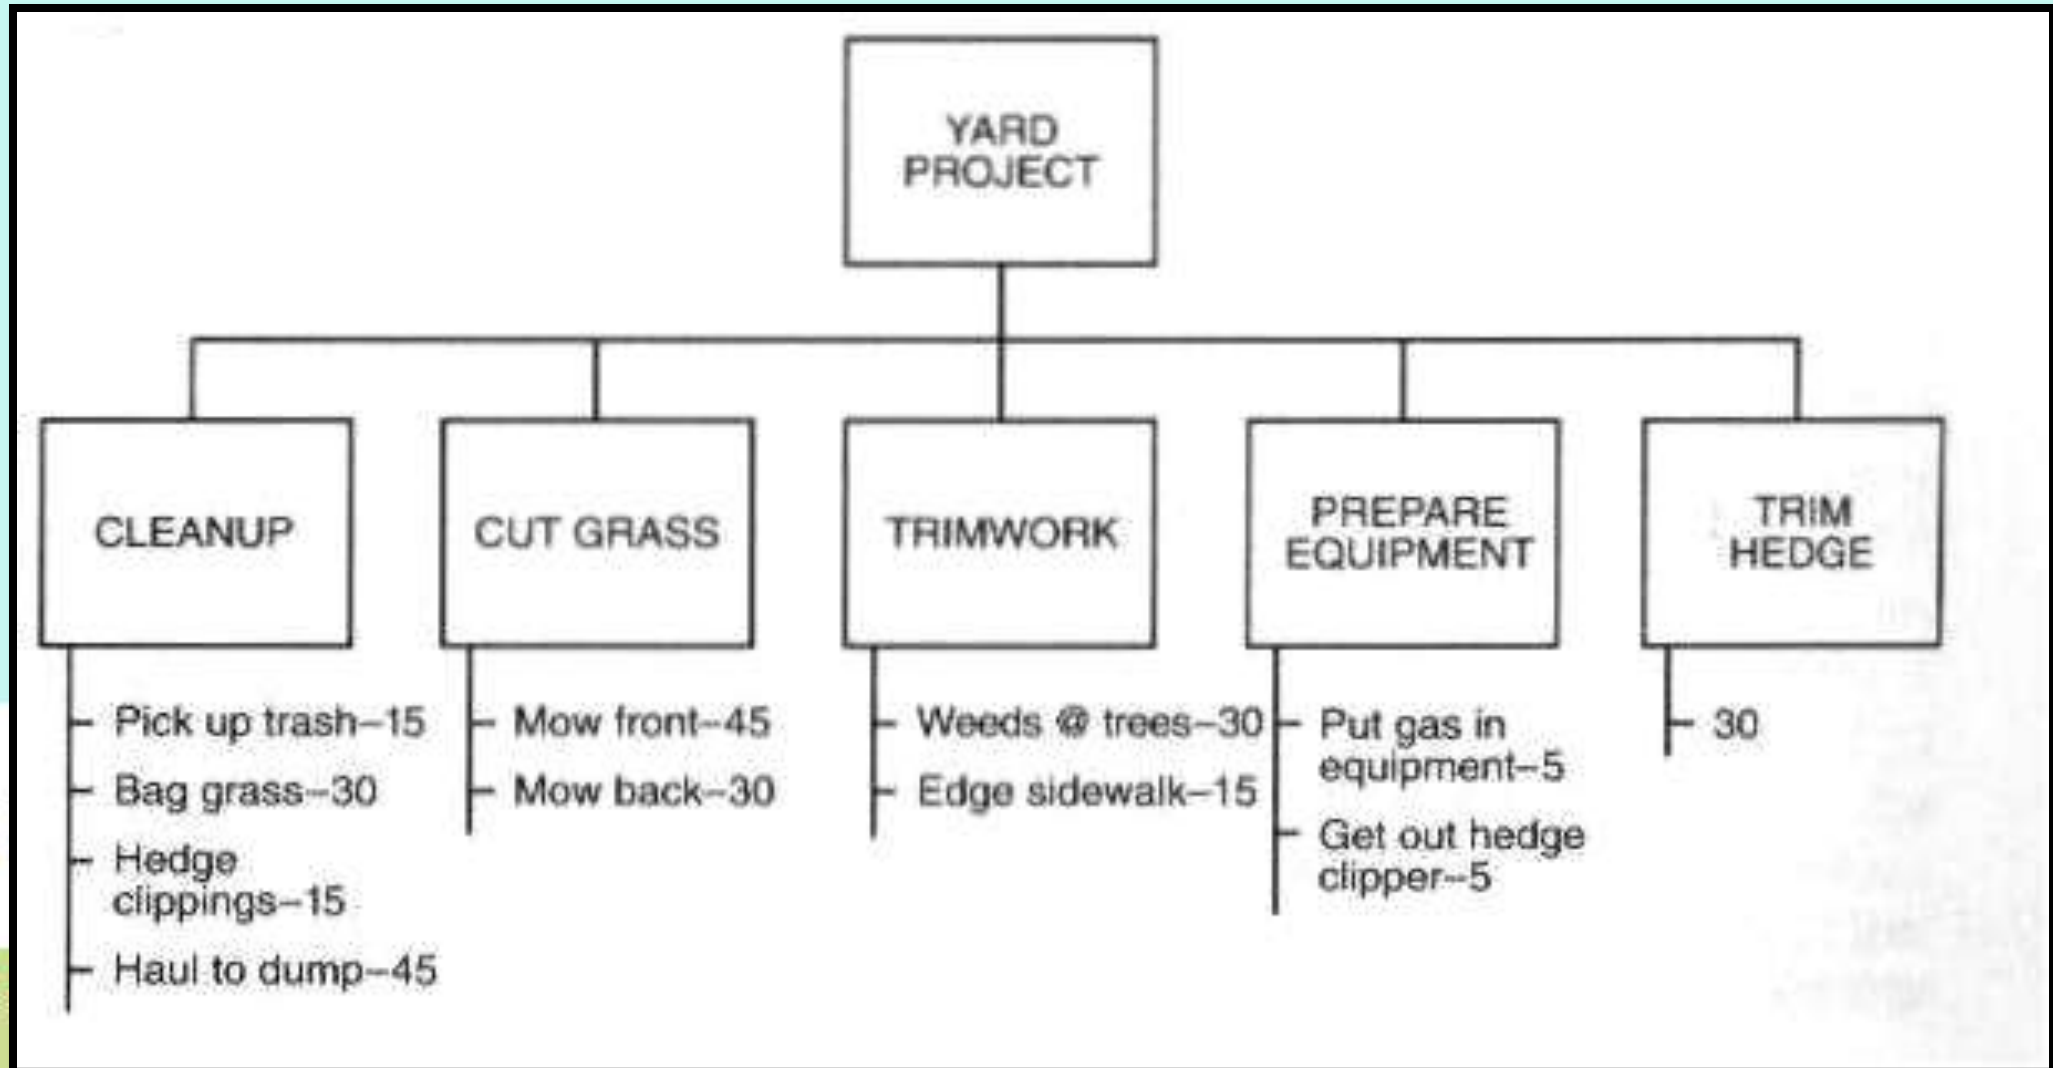 YARD
PROJECT
CLEANUP
CUT GRASS
TRIMWORK
PREPARE
EQUIPMENT
TRIM
HEDGE
Pick up trash–15
Bag grass–30
Hedge
clippings–15
Haul to dump–45
Mow front–45
Mow back–30
Weeds @ trees–30
Edge sidewalk–15
Put gas in
equipment–5
Get out hedge
clipper–5
30